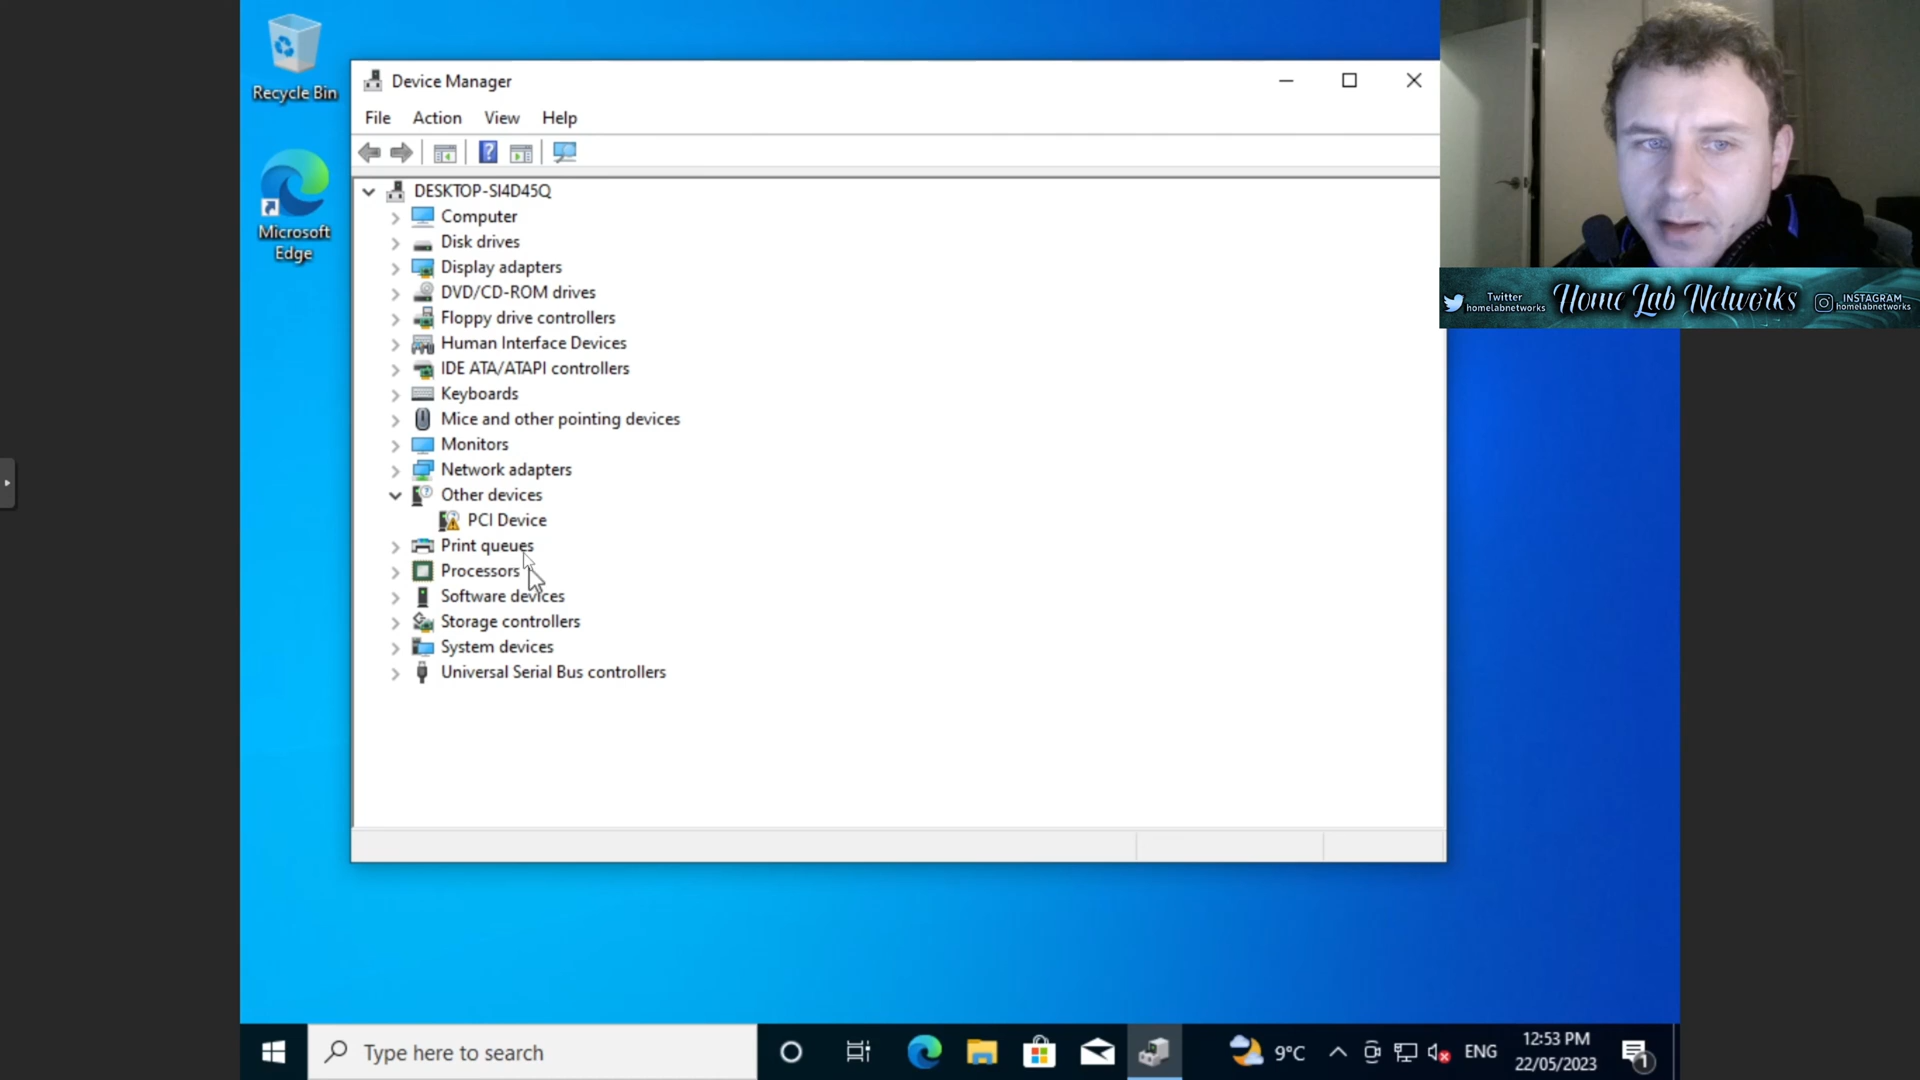 Recycle Bin
Microsoft
Edge
Device Manager
File Action View Help
DESKTOP-SI4D45Q
Computer
Disk drives
Display adapters
DVD/CD-ROM drives
Floppy drive controllers
Human Interface Devices
IDE ATA/ATAPI controllers
Keyboards
Mice and other pointing devices
Monitors
Network adapters
Other devices
PCI Device
Print queues
Processors
Software devices
Storage controllers
System devices
Universal Serial Bus controllers
Twitter
homelabnetworks
Home Lab Networks
INSTAGRAM
homelabnetworks
Type here to search
9°C
ENG
12:53 PM
22/05/2023
1